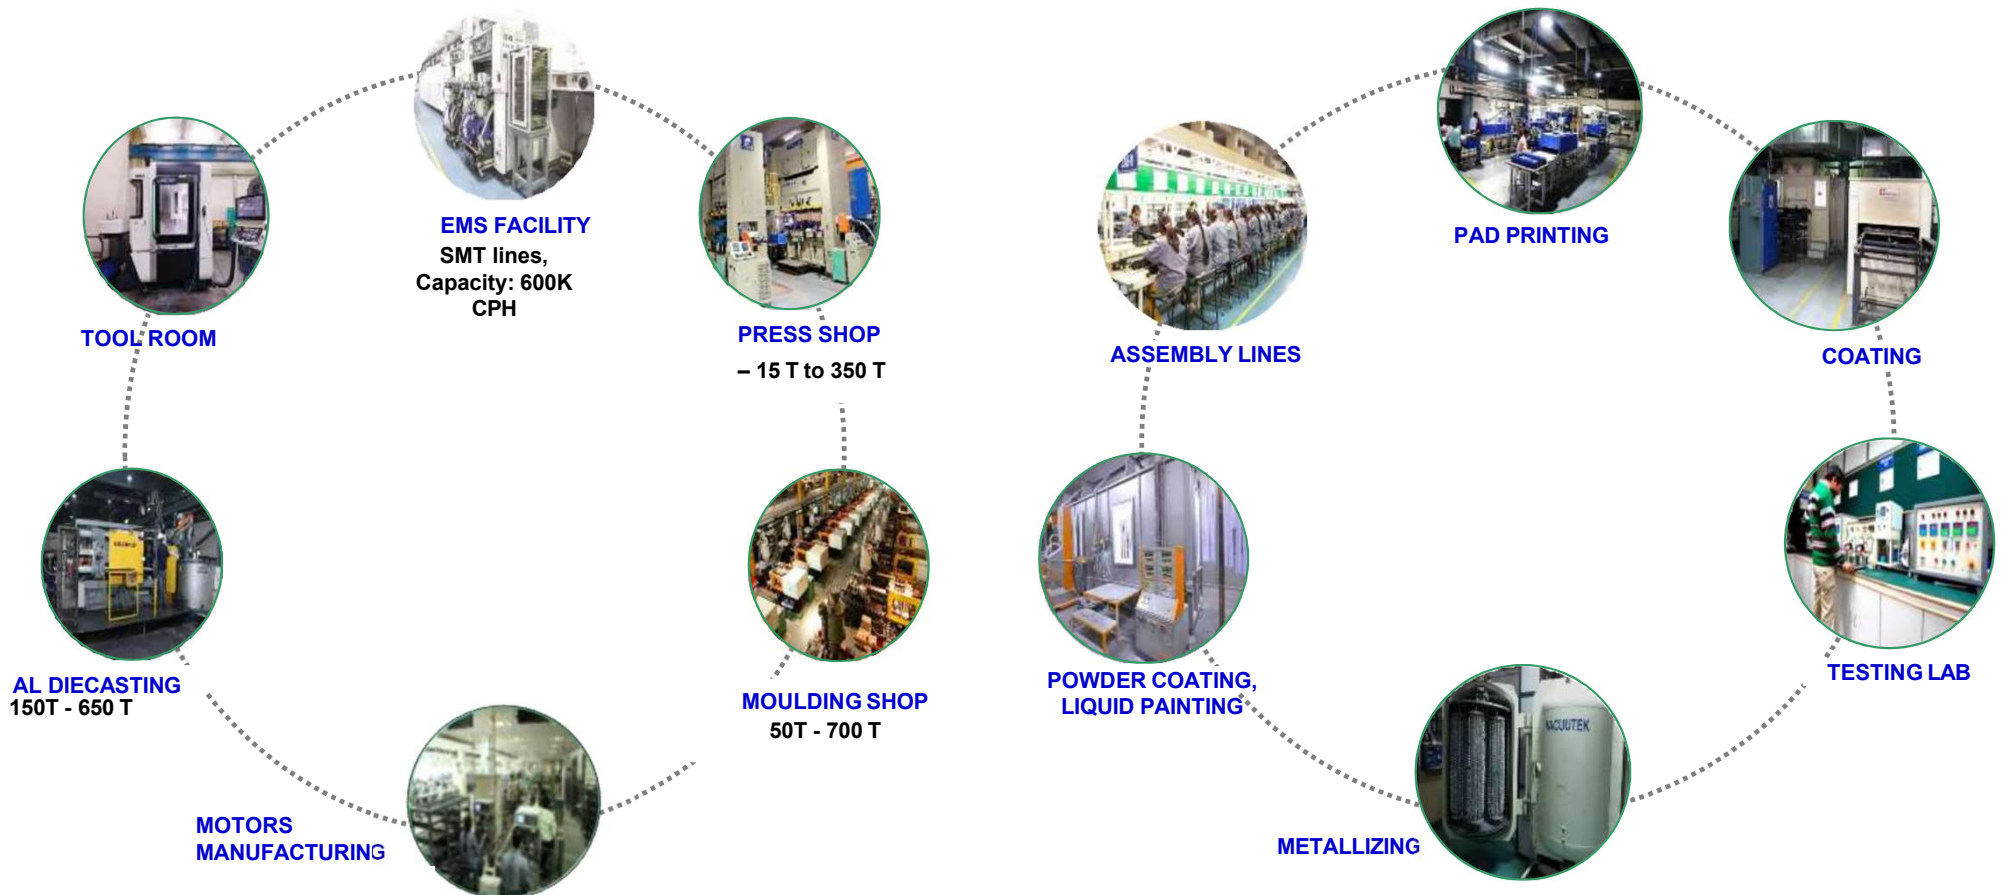 EMS FACILITY
SMT lines,
Capacity: 600K
CPH
TOOL ROOM
PRESS SHOP
– 15 T to 350 T
AL DIECASTING
150T - 650 T
MOULDING SHOP
50T - 700 T
MOTORS
MANUFACTURING
PAD PRINTING
ASSEMBLY LINES
COATING
POWDER COATING,
LIQUID PAINTING
TESTING LAB
METALLIZING